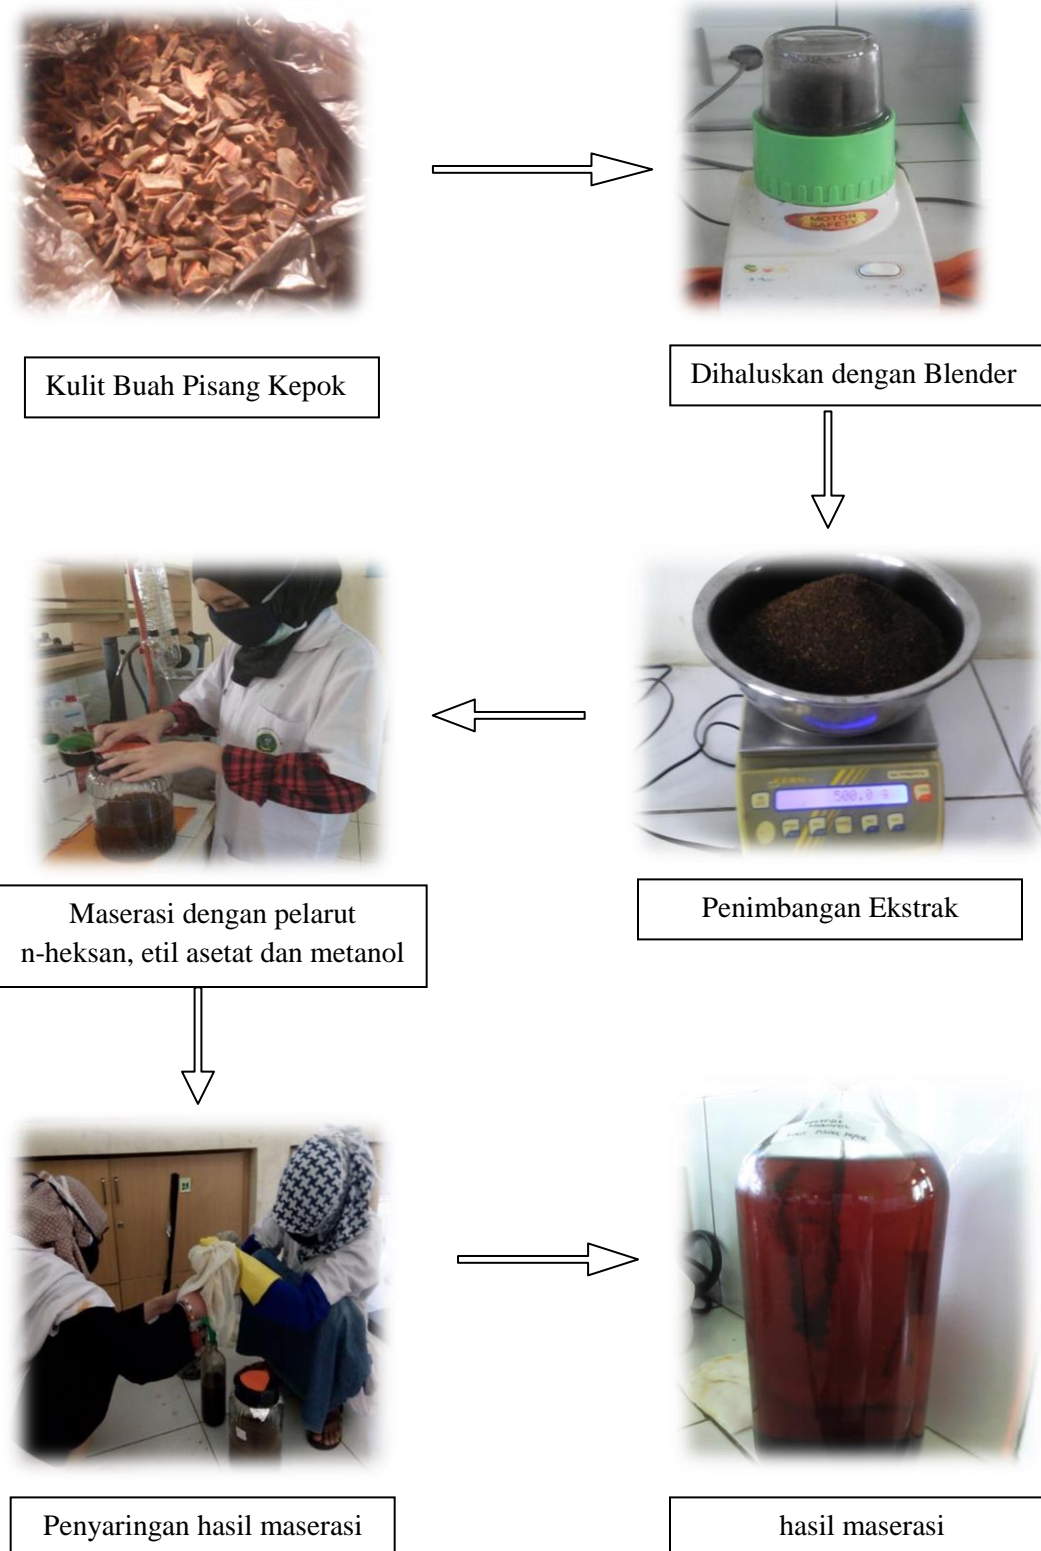 MOTOR
SAFETY
Kulit Buah Pisang Kepok
Dihaluskan dengan Blender
KERN
500.0 g
Maserasi dengan pelarut
n-heksan, etil asetat dan metanol
Penimbangan Ekstrak
Penyaringan hasil maserasi
hasil maserasi